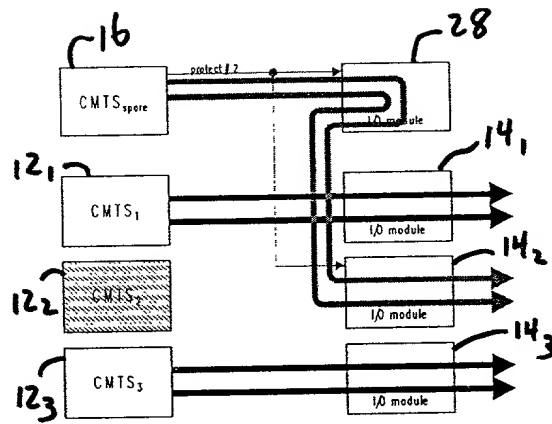 16
28
protect #2
CMTSspare
I/O module
12₁
14₁
CMTS₁
I/O module
14₂
12₂
CMTS₂
I/O module
14₃
12₃
CMTS₃
I/O module